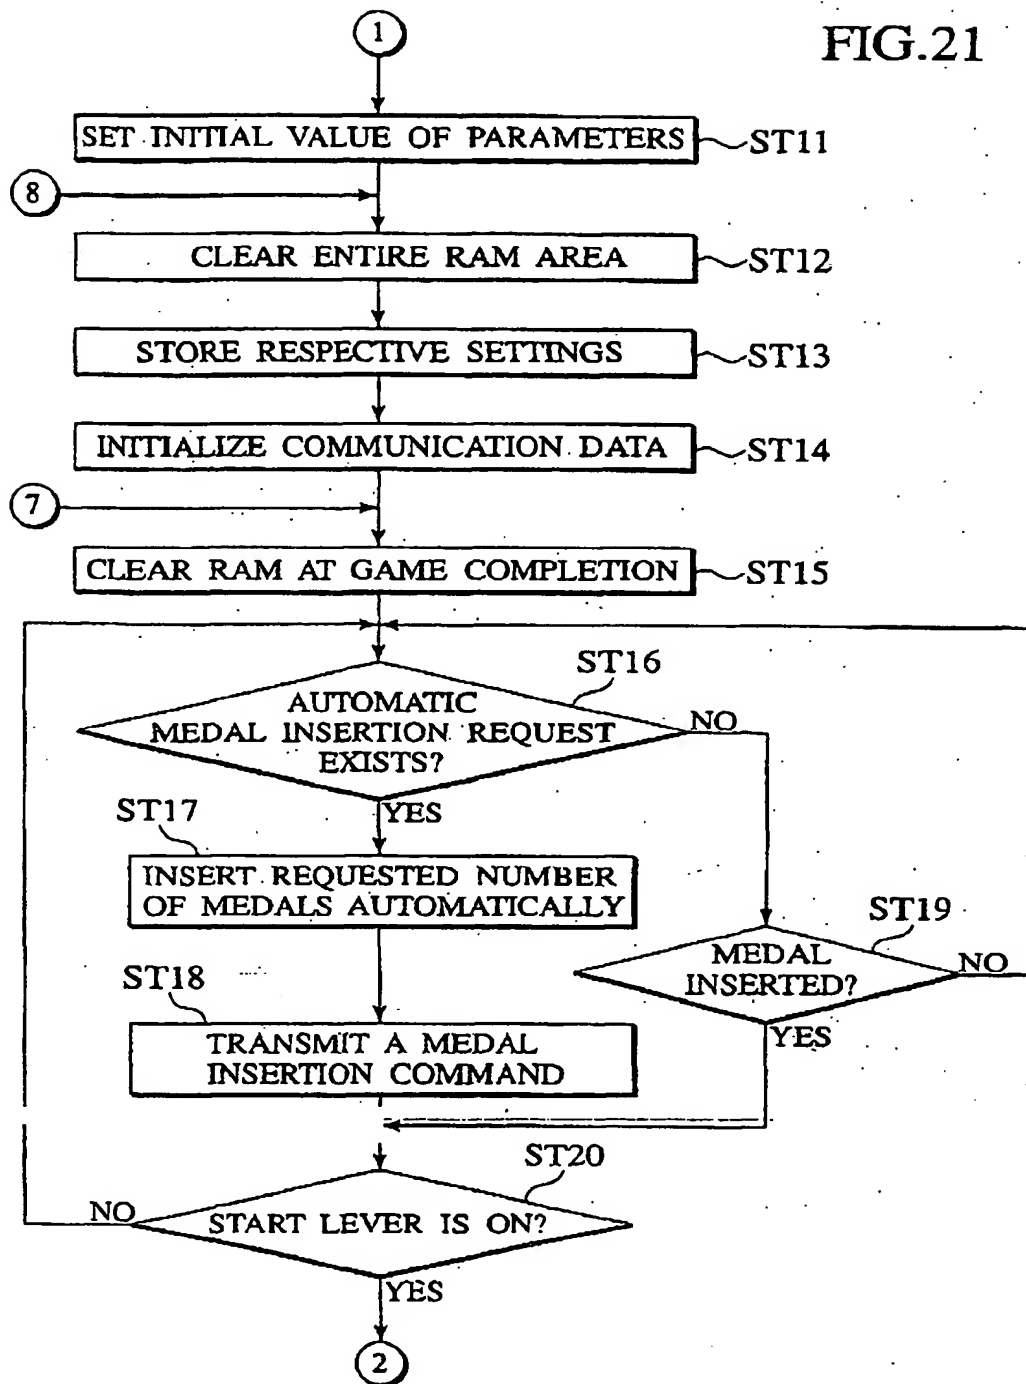 FIG.21
1
SET INITIAL VALUE OF PARAMETERS
ST11
8
CLEAR ENTIRE RAM AREA
ST12
STORE RESPECTIVE SETTINGS
ST13
INITIALIZE COMMUNICATION DATA
ST14
7
CLEAR RAM AT GAME COMPLETION
ST15
ST16
AUTOMATIC
MEDAL INSERTION REQUEST
EXISTS?
NO
YES
ST17
INSERT REQUESTED NUMBER
OF MEDALS AUTOMATICALLY
ST19
MEDAL
INSERTED?
NO
YES
ST18
TRANSMIT A MEDAL
INSERTION COMMAND
ST20
NO
START LEVER IS ON?
YES
2